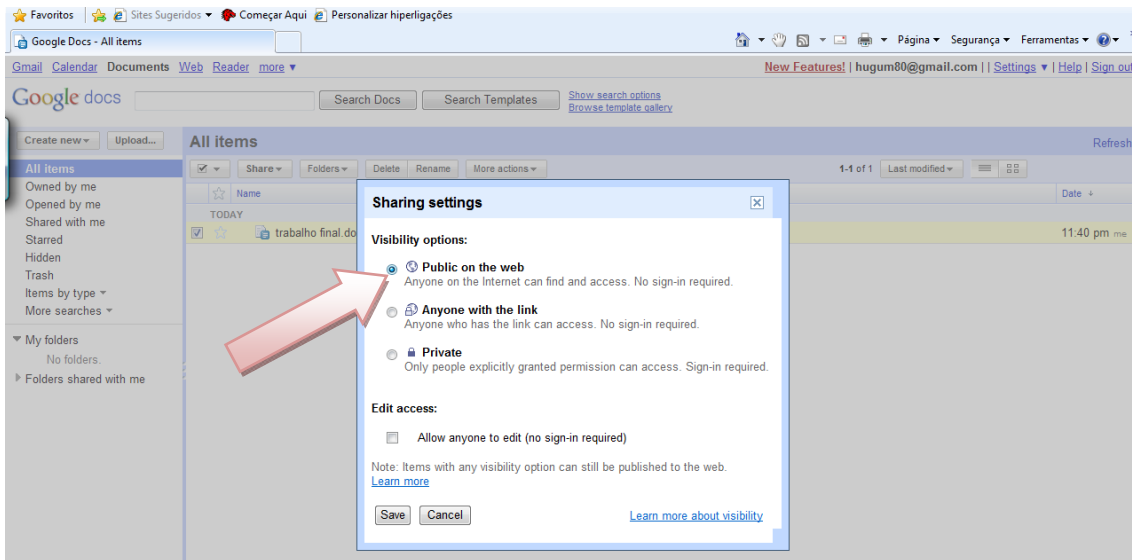 Favoritos Sites Sugeridos Começar Aqui Personalizar hiperligações
Google Docs - All items Página Segurança Ferramentas
Gmail Calendar Documents Web Reader more New Features! | hugum80@gmail.com | | Settings | Help | Sign out
Google docs Search Docs Search Templates Show search options
Browse template gallery
Create new Upload... All items Refresh
All items Share Folders Delete Rename More actions 1-1 of 1 Last modified
Owned by me Name Date
Opened by me
Shared with me TODAY
Starred trabalho final.do 11:40 pm me
Hidden
Trash
Items by type
More searches
My folders
No folders.
Folders shared with me
Sharing settings
Visibility options:
Public on the web
Anyone on the Internet can find and access. No sign-in required.
Anyone with the link
Anyone who has the link can access. No sign-in required.
Private
Only people explicitly granted permission can access. Sign-in required.
Edit access:
Allow anyone to edit (no sign-in required)
Note: Items with any visibility option can still be published to the web.
Learn more
Save Cancel Learn more about visibility